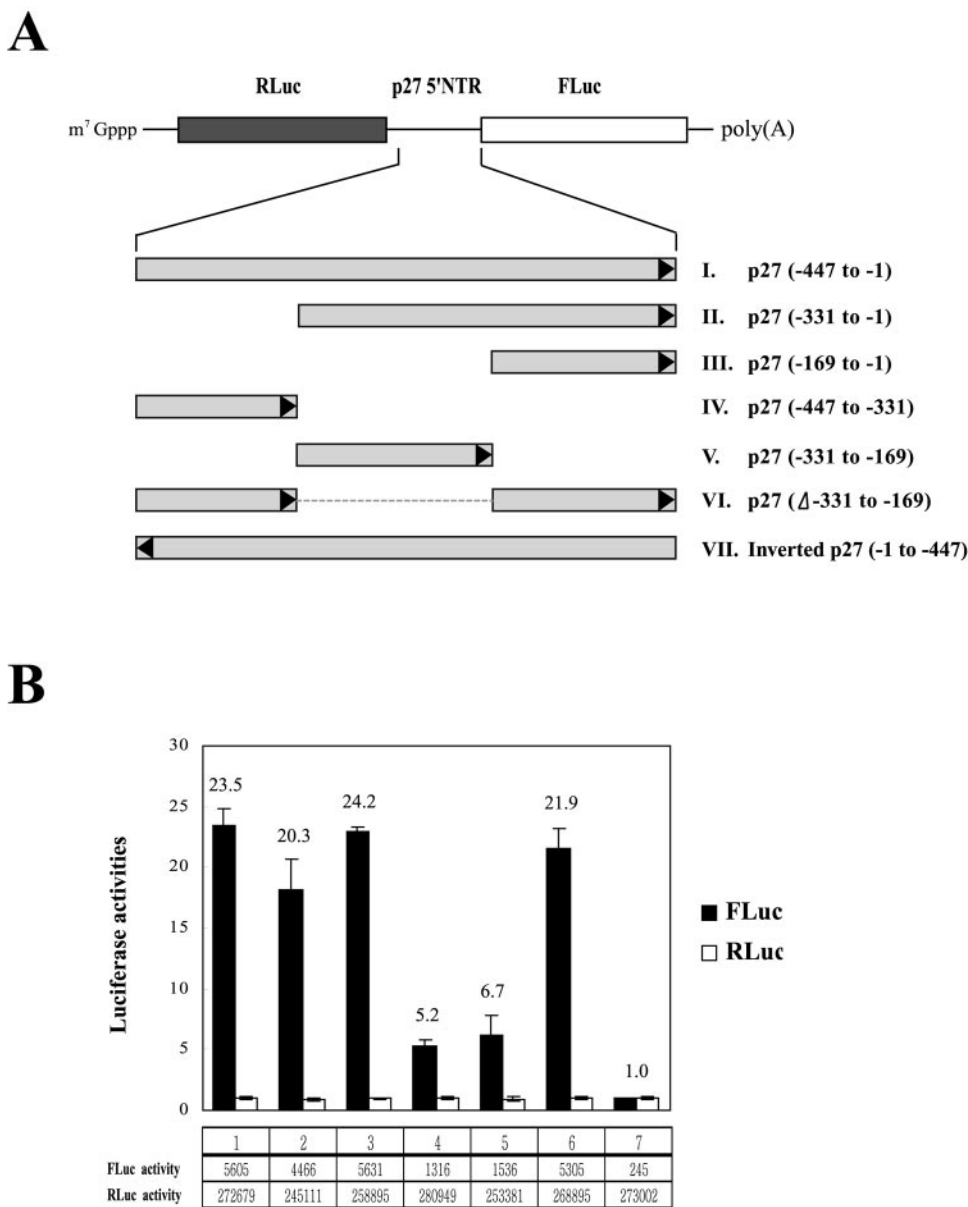 A
RLuc p27 5'NTR FLuc
m7 Gppp poly(A)
I. p27 (-447 to -1)
II. p27 (-331 to -1)
III. p27 (-169 to -1)
IV. p27 (-447 to -331)
V. p27 (-331 to -169)
VI. p27 (Δ-331 to -169)
VII. Inverted p27 (-1 to -447)
B
Luciferase activities
30
25
20
15
10
5
0
23.5
20.3
24.2
5.2
6.7
21.9
1.0
FLuc
RLuc
1 2 3 4 5 6 7
FLuc activity 5605 4466 5631 1316 1536 5305 245
RLuc activity 272679 245111 258895 280949 253381 268895 273002